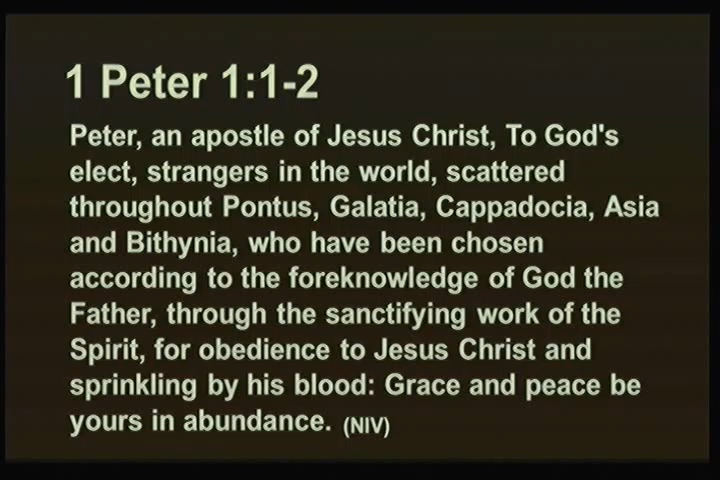 1 Peter 1:1-2
Peter, an apostle of Jesus Christ, To God's
elect, strangers in the world, scattered
throughout Pontus, Galatia, Cappadocia, Asia
and Bithynia, who have been chosen
according to the foreknowledge of God the
Father, through the sanctifying work of the
Spirit, for obedience to Jesus Christ and
sprinkling by his blood: Grace and peace be
yours in abundance. (NIV)